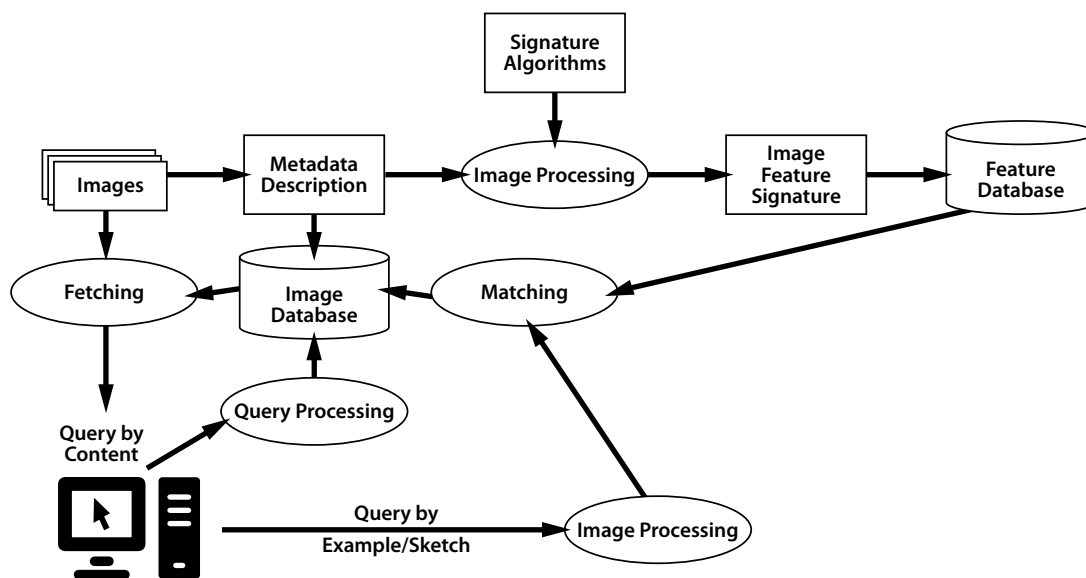 Signature
Algorithms
Images
Metadata
Description
Image Processing
Image
Feature
Signature
Feature
Database
Fetching
Image
Database
Matching
Query Processing
Query by
Content
Query by
Example/Sketch
Image Processing